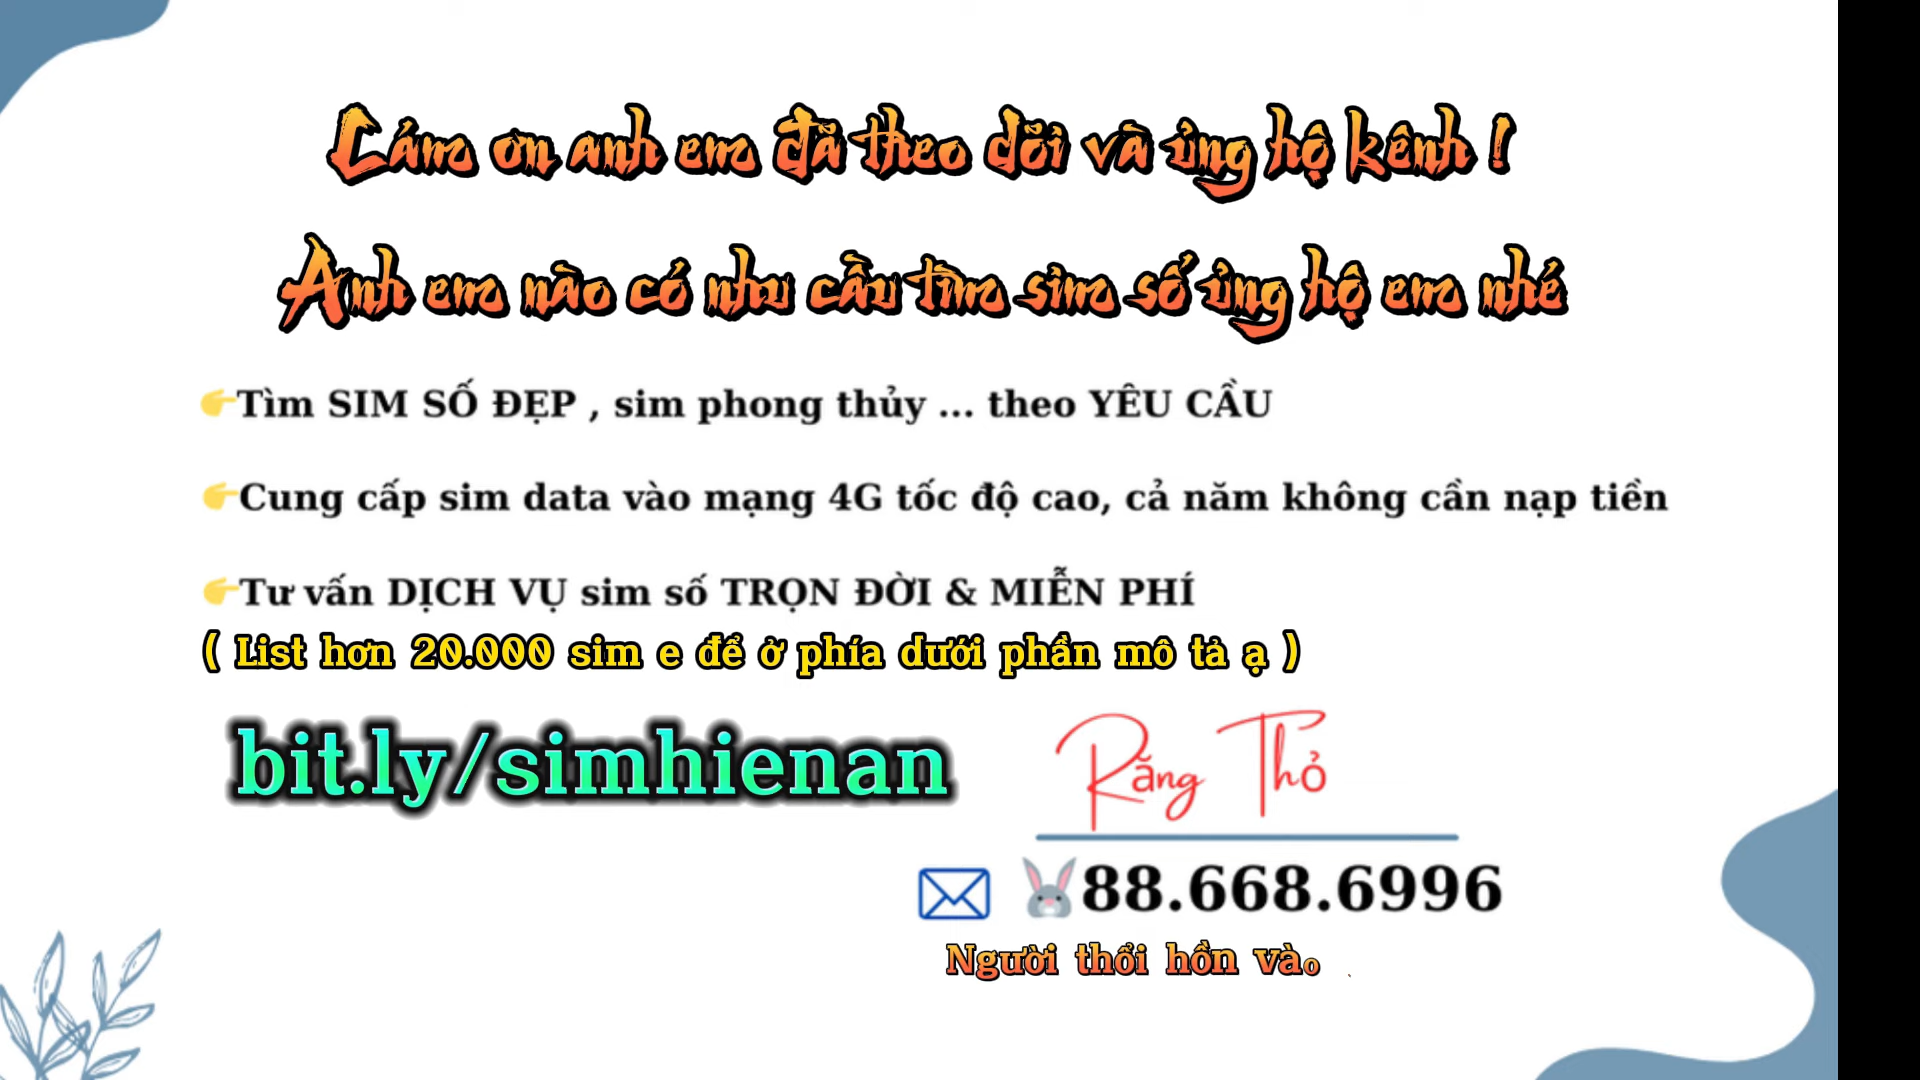 Cám ơn anh em đã theo dõi và ủng hộ kênh !
Anh em nào có nhu cầu tìm sim số ủng hộ em nhé
👉Tìm SIM SỐ ĐẸP , sim phong thủy ... theo YÊU CẦU
👉Cung cấp sim data vào mạng 4G tốc độ cao, cả năm không cần nạp tiền
👉Tư vấn DỊCH VỤ sim số TRỌN ĐỜI & MIỄN PHÍ
( List hơn 20.000 sim e để ở phía dưới phần mô tả ạ )
bit.ly/simhienan
Răng Thỏ
88.668.6996
Người thổi hồn vào